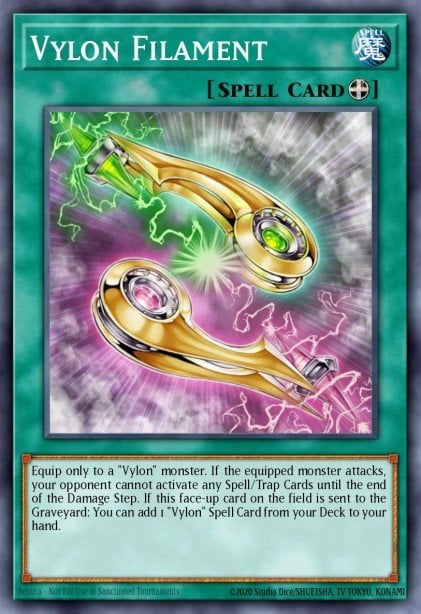 Vylon Filament
SPELL
魔
[Spell Card]
Equip only to a "Vylon" monster. If the equipped monster attacks,
your opponent cannot activate any Spell/Trap Cards until the end
of the Damage Step. If this face-up card on the field is sent to the
Graveyard: You can add 1 "Vylon" Spell Card from your Deck to your
hand.
Replica - Not For Use in Sanctioned Tournaments
©2020 Studio Dice/SHUEISHA, TV TOKYO, KONAMI